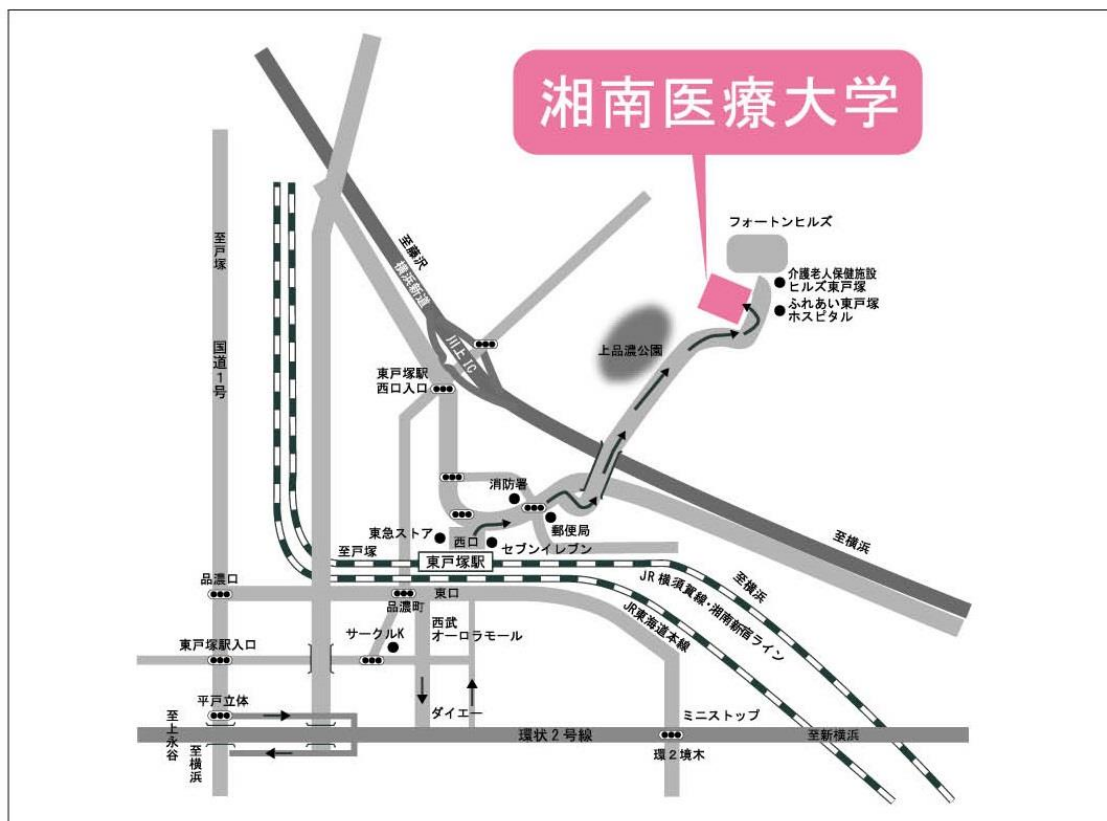 湘南医療大学
フォートンヒルズ
介護老人保健施設
ヒルズ東戸塚
ふれあい東戸塚
ホスピタル
至戸塚
国道1号
至藤沢
横浜新道
川上IC
上品濃公園
東戸塚駅
西口入口
消防署
郵便局
東急ストア
西口
セブンイレブン
至戸塚
東戸塚駅
至横浜
至横浜
JR横須賀線・湘南新宿ライン
JR東海道本線
品濃口
品濃町
東口
サークルK
西武
オーロラモール
東戸塚駅入口
平戸立体
ダイエー
ミニストップ
至上永谷
至横浜
環状2号線
環2境木
至新横浜